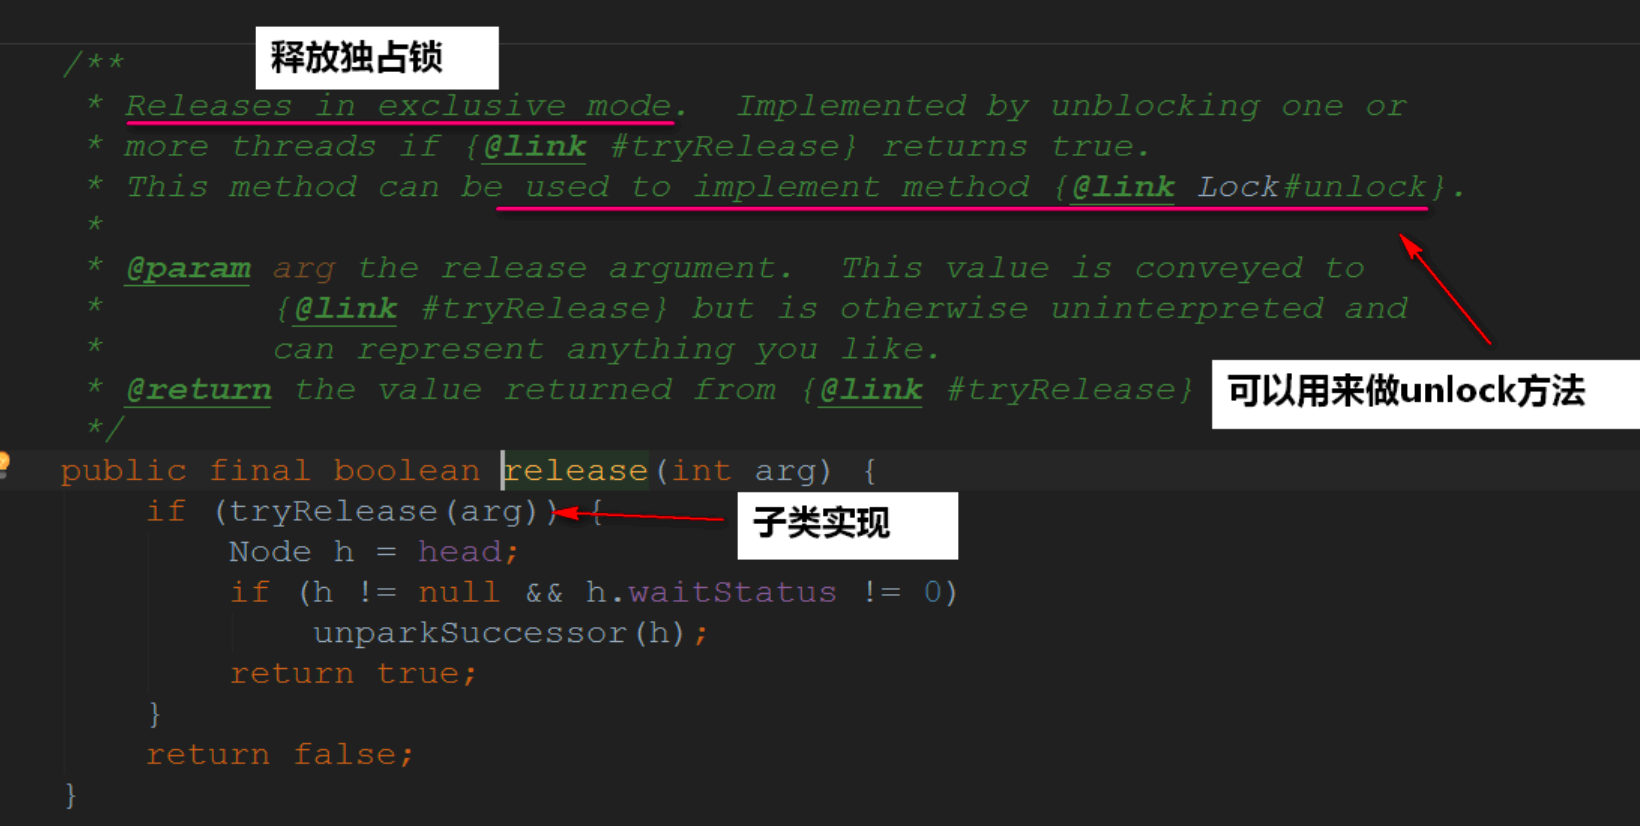 释放独占锁
/**
* Releases in exclusive mode.  Implemented by unblocking one or
* more threads if {@link #tryRelease} returns true.
* This method can be used to implement method {@link Lock#unlock}.
*
* @param arg the release argument.  This value is conveyed to
*        {@link #tryRelease} but is otherwise uninterpreted and
*        can represent anything you like.
* @return the value returned from {@link #tryRelease}
可以用来做unlock方法
*/
public final boolean release(int arg) {
if (tryRelease(arg)) {
子类实现
Node h = head;
if (h != null && h.waitStatus != 0)
unparkSuccessor(h);
return true;
}
return false;
}